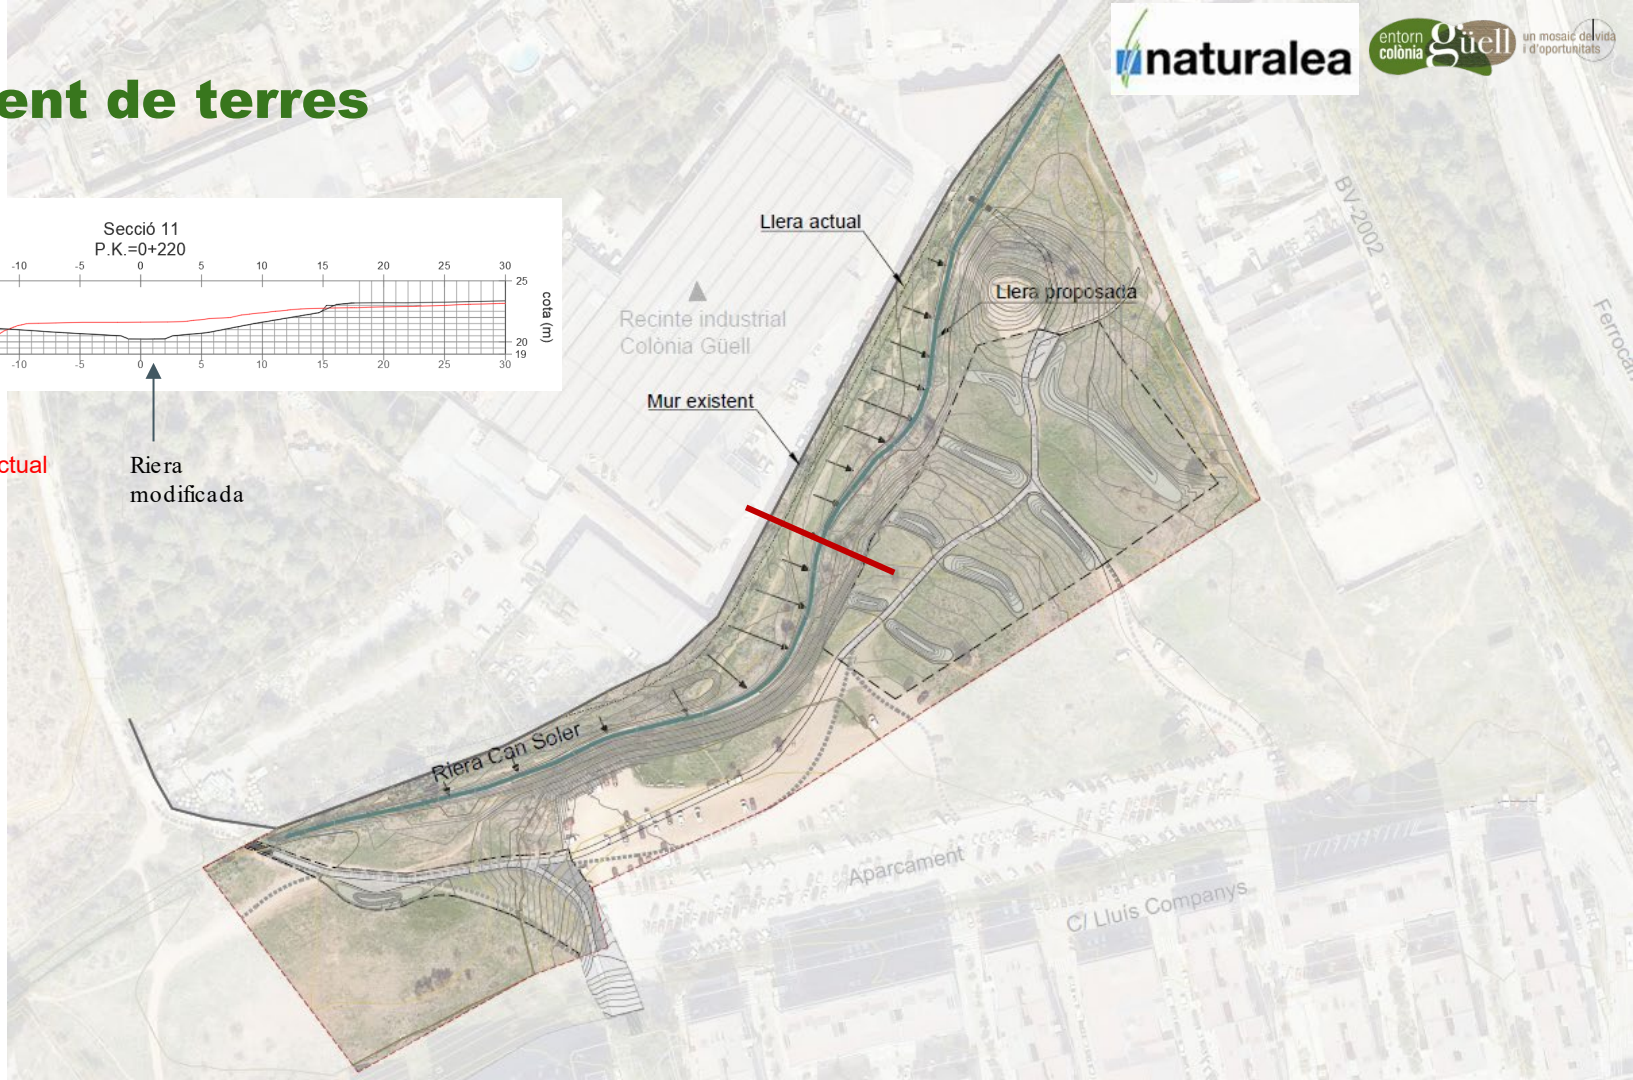 naturalea
entorn
colònia
güell
un mosaic de vida
i d'oportunitats
ent de terres
Secció 11
P.K.=0+220
-10 -5 0 5 10 15 20 25 30
25
cota (m)
20
19
-10 -5 0 5 10 15 20 25 30
ctual
Riera
modificada
Llera actual
Llera proposada
Recinte industrial
Colònia Güell
Mur existent
BV-2002
Ferrocar
Riera Can Soler
Aparcament
C/ Lluis Companys